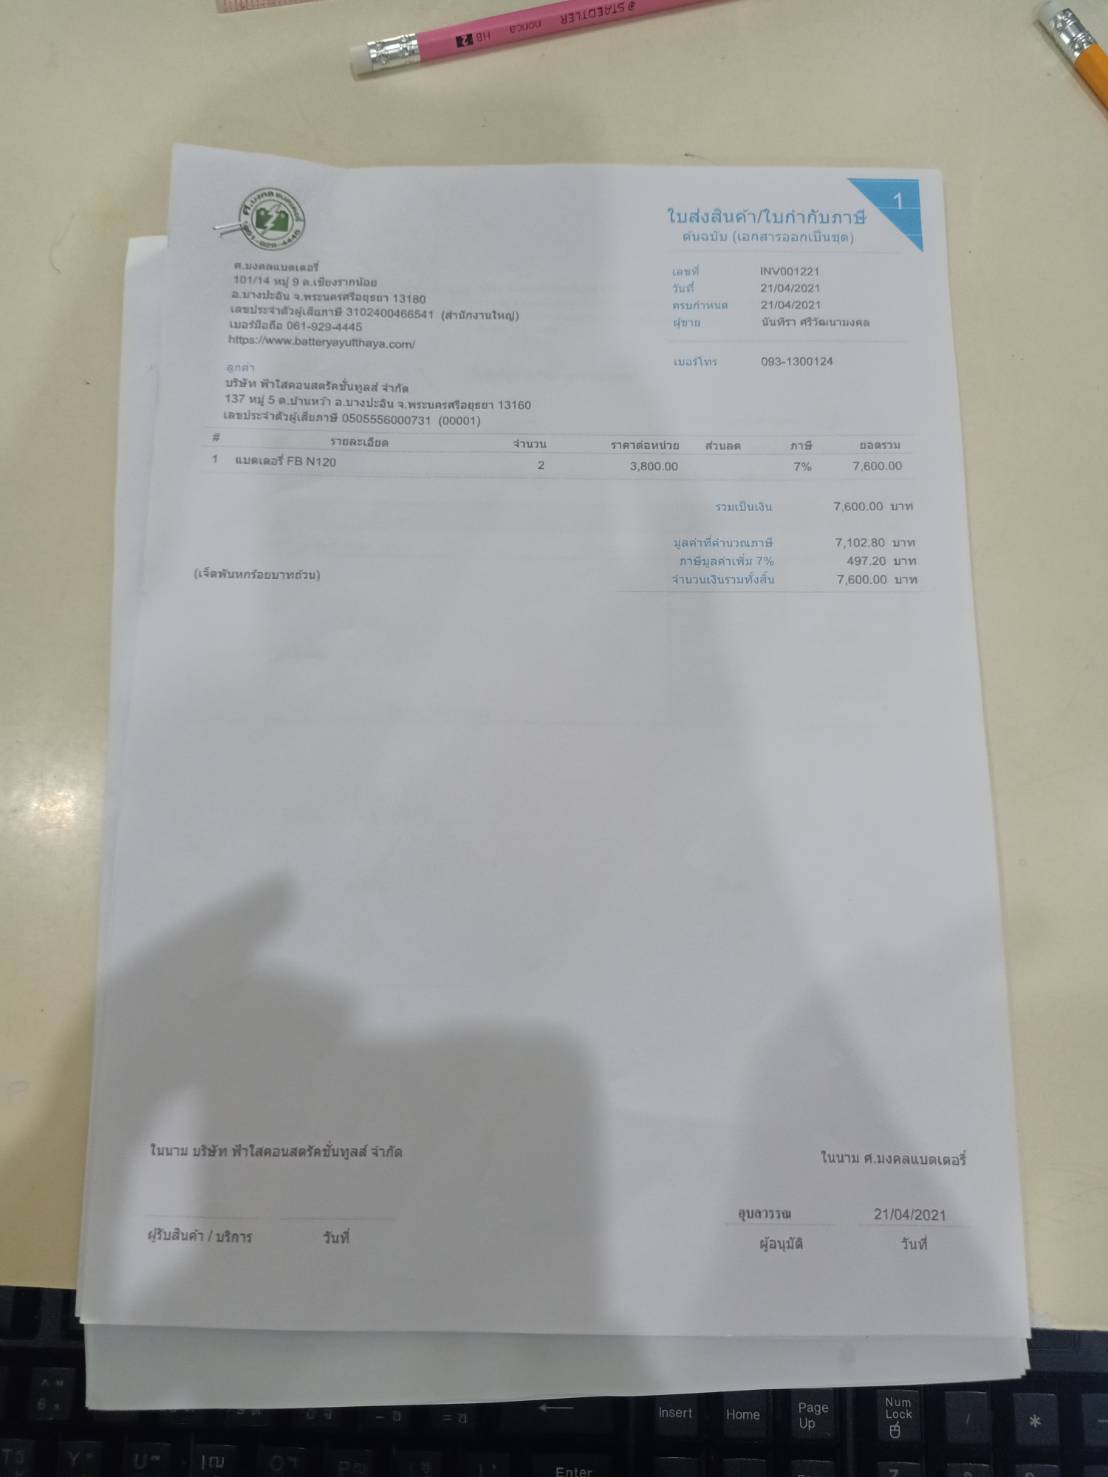 STAEDTLER norica HB 2
1
ใบส่งสินค้า/ใบกำกับภาษี
ต้นฉบับ (เอกสารออกเป็นชุด)
ศ.มงคลแบตเตอรี่
101/14 หมู่ 9 ต.เชียงรากน้อย
อ.บางปะอิน จ.พระนครศรีอยุธยา 13180
เลขประจำตัวผู้เสียภาษี 3102400466541 (สำนักงานใหญ่)
เบอร์มือถือ 061-929-4445
https://www.batteryayutthaya.com/
เลขที่ INV001221
วันที่ 21/04/2021
ครบกำหนด 21/04/2021
ผู้ขาย นันทิรา ศรีวัฒนามงคล
เบอร์โทร 093-1300124
ลูกค้า
บริษัท ฟ้าใสคอนสตรัคชั่นทูลส์ จำกัด
137 หมู่ 5 ต.บ้านหว้า อ.บางปะอิน จ.พระนครศรีอยุธยา 13160
เลขประจำตัวผู้เสียภาษี 0505556000731 (00001)
# รายละเอียด จำนวน ราคาต่อหน่วย ส่วนลด ภาษี ยอดรวม
1 แบตเตอรี่ FB N120 2 3,800.00 7% 7,600.00
รวมเป็นเงิน 7,600.00 บาท
มูลค่าที่คำนวณภาษี 7,102.80 บาท
ภาษีมูลค่าเพิ่ม 7% 497.20 บาท
(เจ็ดพันหกร้อยบาทถ้วน) จำนวนเงินรวมทั้งสิ้น 7,600.00 บาท
ในนาม บริษัท ฟ้าใสคอนสตรัคชั่นทูลส์ จำกัด
ในนาม ศ.มงคลแบตเตอรี่
อุบลวรรณ 21/04/2021
ผู้รับสินค้า / บริการ วันที่ ผู้อนุมัติ วันที่
Insert Home Page Up Num Lock / *
Enter